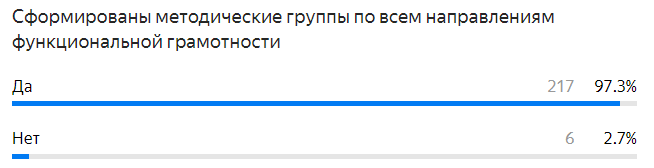 Сформированы методические группы по всем направлениям
функциональной грамотности
Да 217 97.3%
Нет 6 2.7%